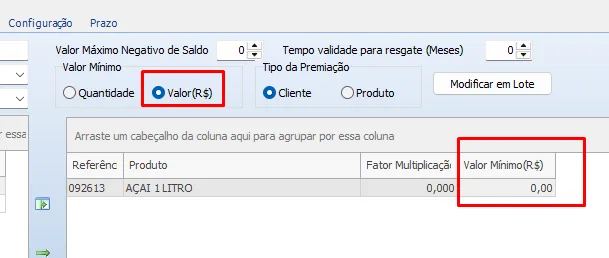 Configuração Prazo
Valor Máximo Negativo de Saldo 0 Tempo validade para resgate (Meses) 0
Valor Mínimo Tipo da Premiação
Quantidade Valor(R$) Cliente Produto Modificar em Lote
Arraste um cabeçalho da coluna aqui para agrupar por essa coluna
Referênc Produto Fator Multiplicação Valor Mínimo(R$)
092613 AÇAI 1 LITRO 0,000 0,00